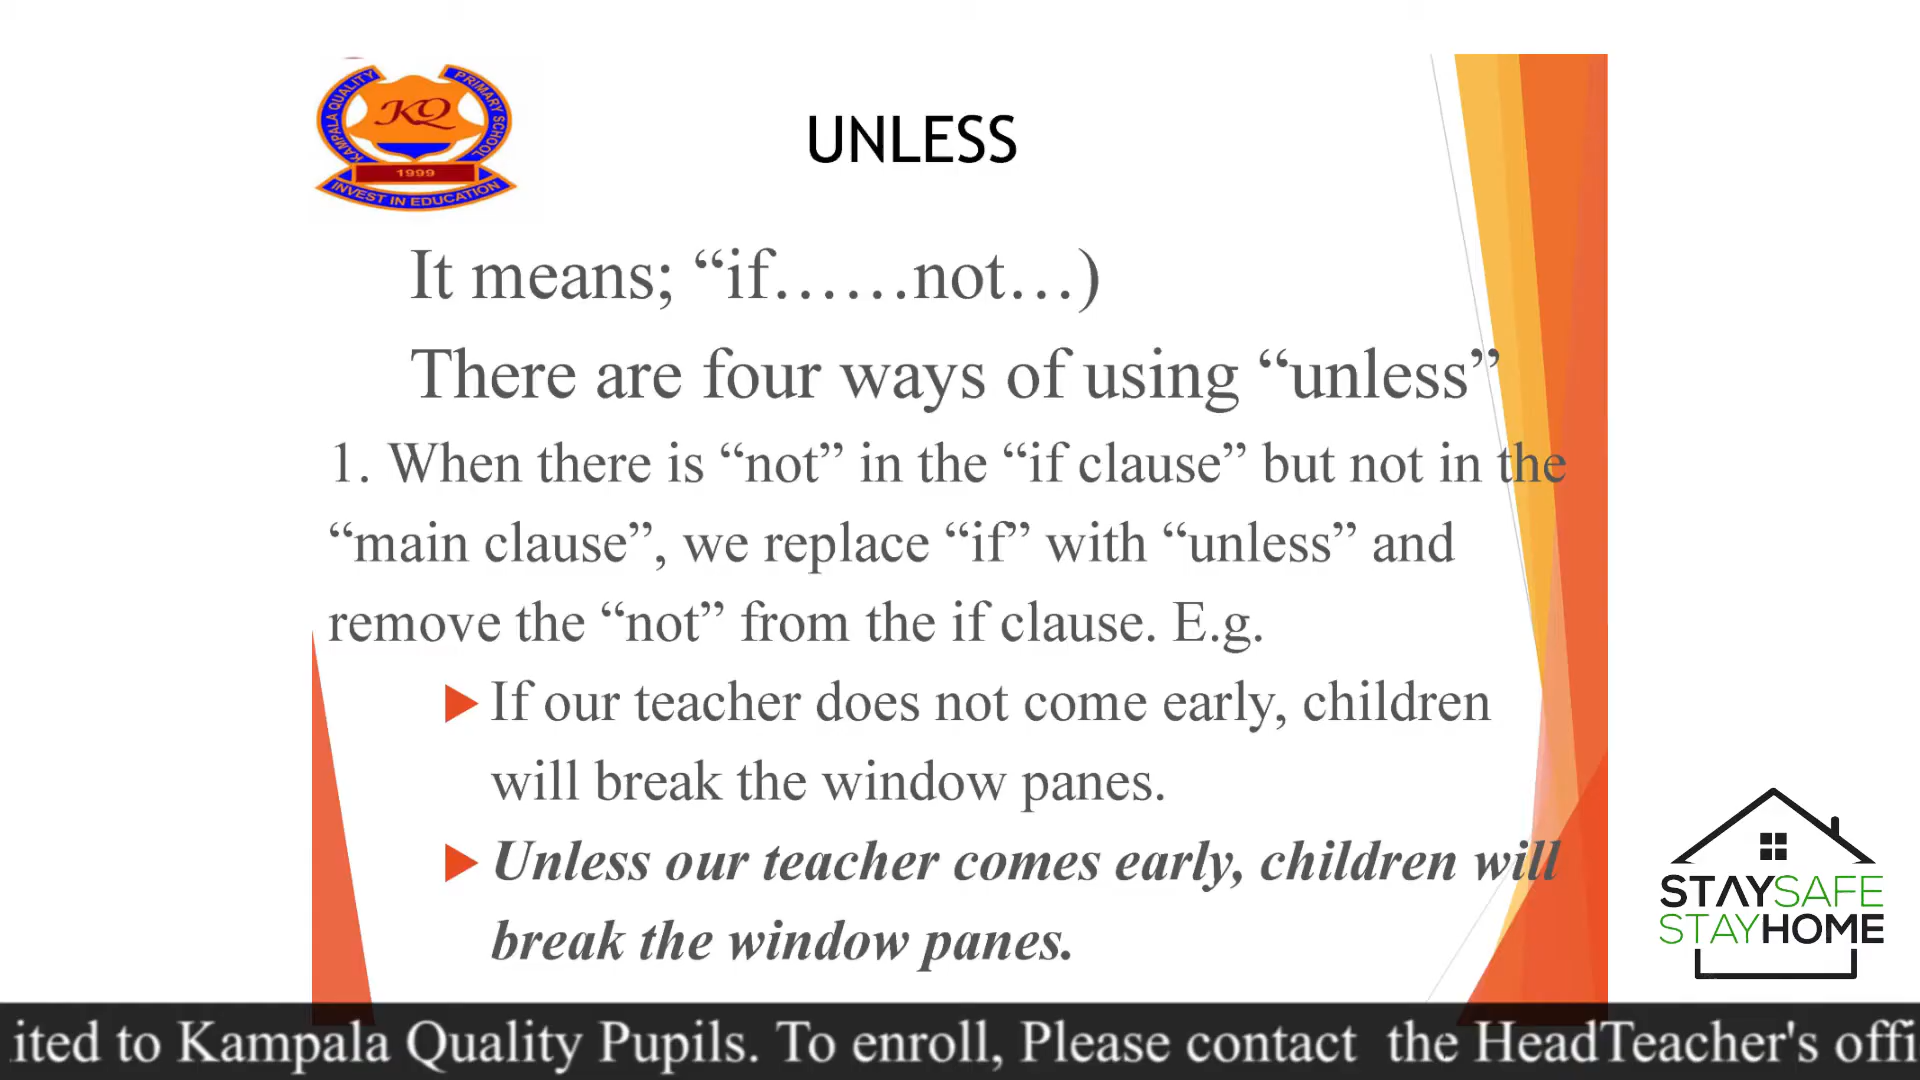 KAMPALA QUALITY PRIMARY SCHOOL
KQ
1999
INVEST IN EDUCATION
UNLESS
It means; “if……not…)
There are four ways of using “unless”
1. When there is “not” in the “if clause” but not in the
“main clause”, we replace “if” with “unless” and
remove the “not” from the if clause. E.g.
If our teacher does not come early, children
will break the window panes.
Unless our teacher comes early, children will
break the window panes.
STAYSAFE
STAYHOME
ited to Kampala Quality Pupils. To enroll, Please contact  the HeadTeacher's offi